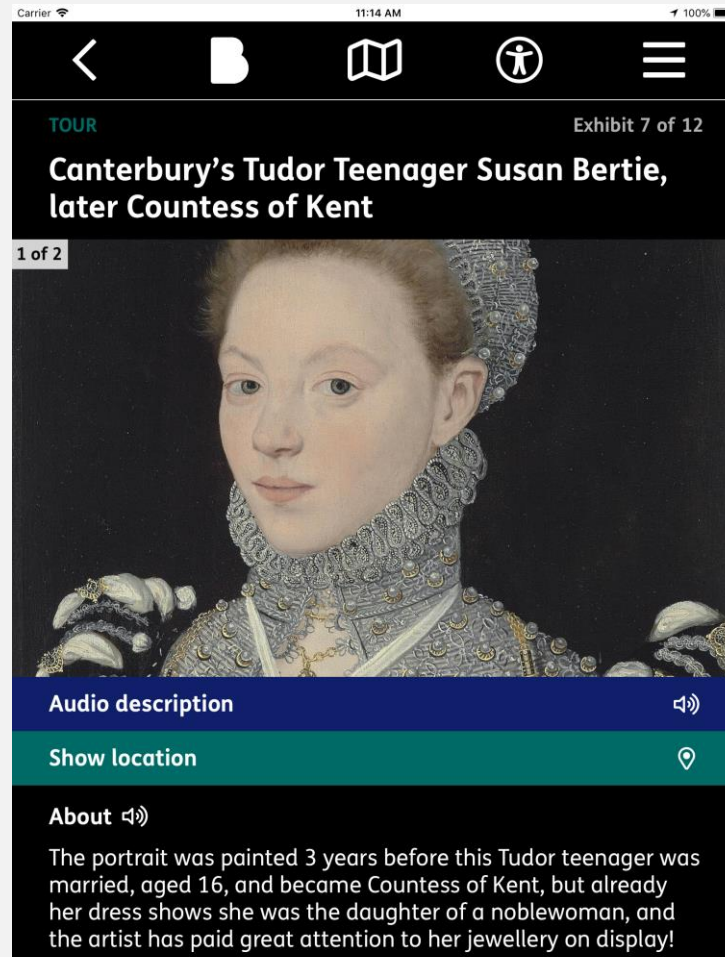 Carrier
11:14 AM
100%
B
TOUR
Exhibit 7 of 12
Canterbury’s Tudor Teenager Susan Bertie,
later Countess of Kent
1 of 2
Audio description
Show location
About
The portrait was painted 3 years before this Tudor teenager was
married, aged 16, and became Countess of Kent, but already
her dress shows she was the daughter of a noblewoman, and
the artist has paid great attention to her jewellery on display!